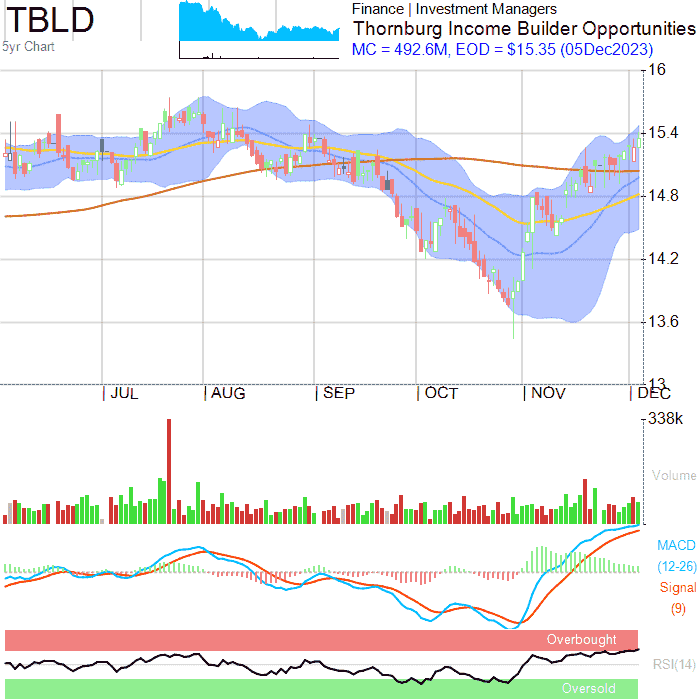 TBLD
5yr Chart
Finance | Investment Managers
Thornburg Income Builder Opportunities
MC = 492.6M, EOD = $15.35 (05Dec2023)
16
15.4
14.8
14.2
13.6
13
JUL AUG SEP OCT NOV DEC
338k
Volume
MACD
(12-26)
Signal
(9)
Overbought
RSI(14)
Oversold